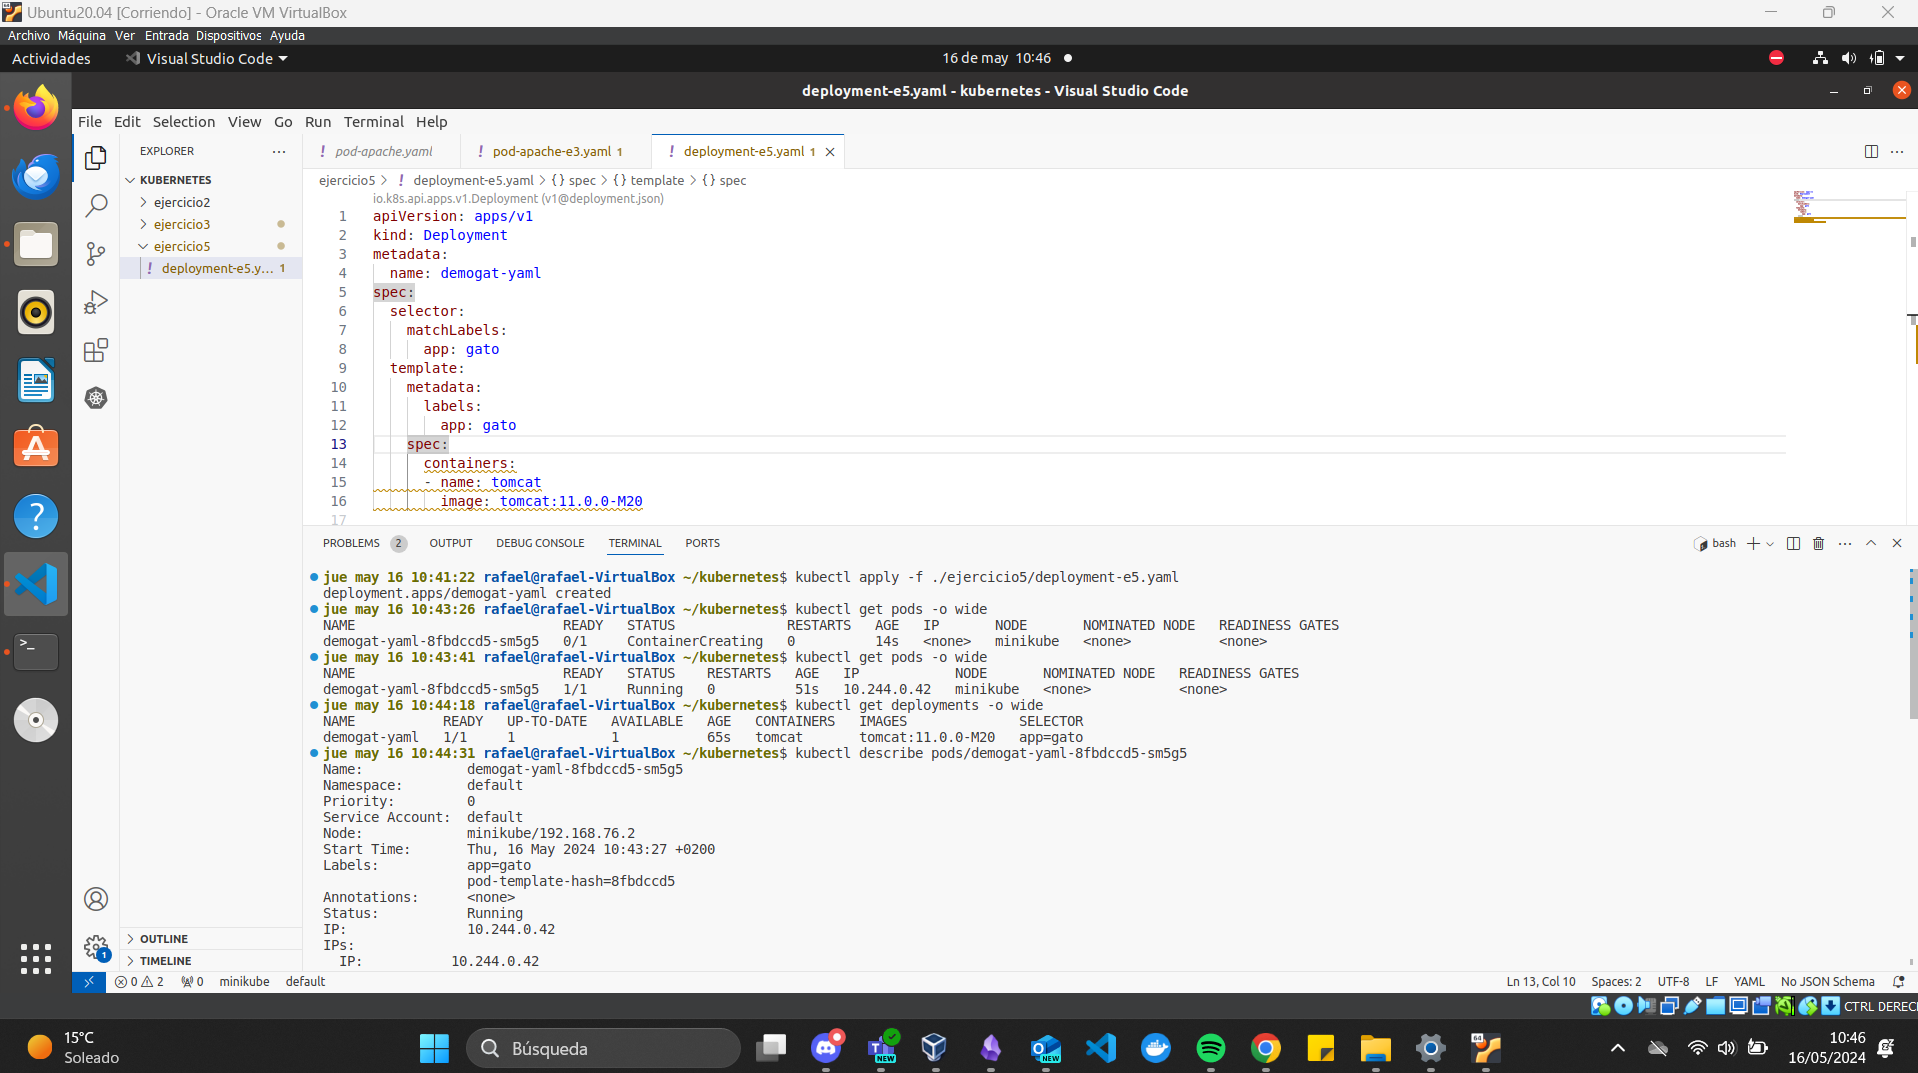 Ubuntu20.04 [Corriendo] - Oracle VM VirtualBox
Archivo Máquina Ver Entrada Dispositivos Ayuda
Actividades Visual Studio Code 16 de may 10:46
deployment-e5.yaml - kubernetes - Visual Studio Code
File Edit Selection View Go Run Terminal Help
EXPLORER
KUBERNETES
ejercicio2
ejercicio3
ejercicio5
! deployment-e5.y... 1
OUTLINE
TIMELINE
! pod-apache.yaml ! pod-apache-e3.yaml 1 ! deployment-e5.yaml 1
ejercicio5 > ! deployment-e5.yaml > {} spec > {} template > {} spec
io.k8s.api.apps.v1.Deployment (v1@deployment.json)
1 apiVersion: apps/v1
2 kind: Deployment
3 metadata:
4 name: demogat-yaml
5 spec:
6 selector:
7 matchLabels:
8 app: gato
9 template:
10 metadata:
11 labels:
12 app: gato
13 spec:
14 containers:
15 - name: tomcat
16 image: tomcat:11.0.0-M20
17
PROBLEMS 2 OUTPUT DEBUG CONSOLE TERMINAL PORTS bash
jue may 16 10:41:22 rafael@rafael-VirtualBox ~/kubernetes$ kubectl apply -f ./ejercicio5/deployment-e5.yaml
deployment.apps/demogat-yaml created
jue may 16 10:43:26 rafael@rafael-VirtualBox ~/kubernetes$ kubectl get pods -o wide
NAME READY STATUS RESTARTS AGE IP NODE NOMINATED NODE READINESS GATES
demogat-yaml-8fbdccd5-sm5g5 0/1 ContainerCreating 0 14s <none> minikube <none> <none>
jue may 16 10:43:41 rafael@rafael-VirtualBox ~/kubernetes$ kubectl get pods -o wide
NAME READY STATUS RESTARTS AGE IP NODE NOMINATED NODE READINESS GATES
demogat-yaml-8fbdccd5-sm5g5 1/1 Running 0 51s 10.244.0.42 minikube <none> <none>
jue may 16 10:44:18 rafael@rafael-VirtualBox ~/kubernetes$ kubectl get deployments -o wide
NAME READY UP-TO-DATE AVAILABLE AGE CONTAINERS IMAGES SELECTOR
demogat-yaml 1/1 1 1 65s tomcat tomcat:11.0.0-M20 app=gato
jue may 16 10:44:31 rafael@rafael-VirtualBox ~/kubernetes$ kubectl describe pods/demogat-yaml-8fbdccd5-sm5g5
Name: demogat-yaml-8fbdccd5-sm5g5
Namespace: default
Priority: 0
Service Account: default
Node: minikube/192.168.76.2
Start Time: Thu, 16 May 2024 10:43:27 +0200
Labels: app=gato
pod-template-hash=8fbdccd5
Annotations: <none>
Status: Running
IP: 10.244.0.42
IPs:
IP: 10.244.0.42
0 2 0 minikube default Ln 13, Col 10 Spaces: 2 UTF-8 LF YAML No JSON Schema
CTRL DEREC
15°C
Soleado
Búsqueda
NEW
NEW
10:46
16/05/2024